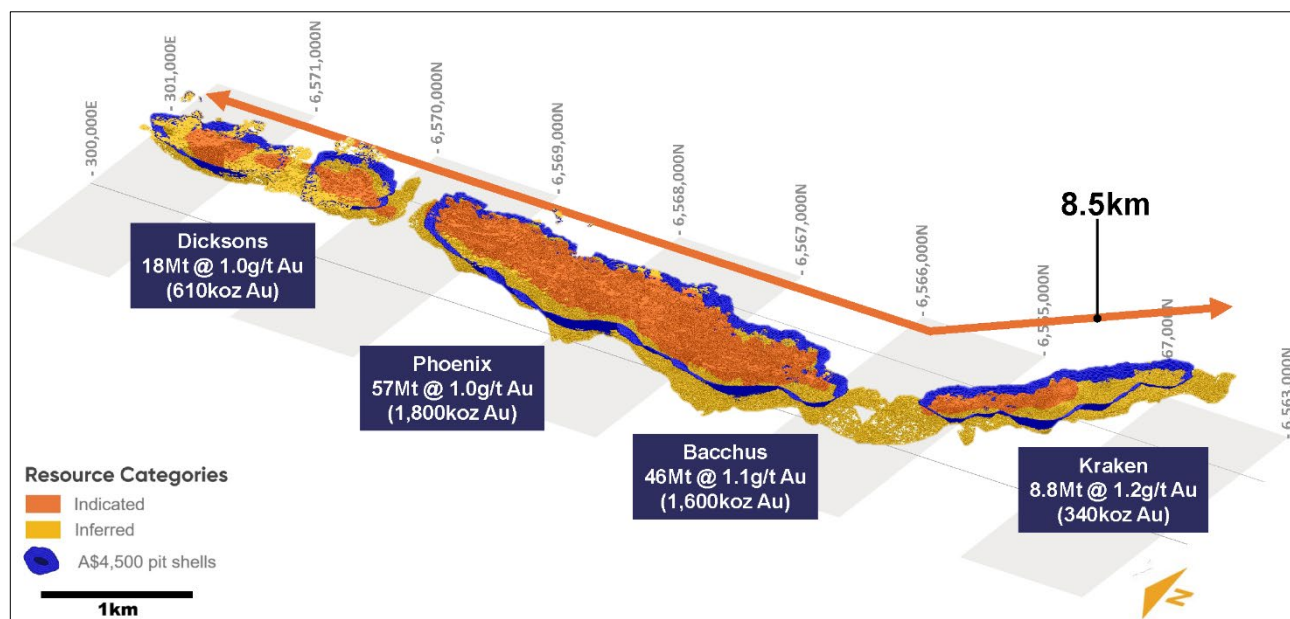 - 300,000E
- 301,000E
- 6,571,000N
- 6,570,000N
- 6,569,000N
- 6,568,000N
- 6,567,000N
- 6,566,000N
8.5km
- 6,563,000N
Dicksons
18Mt @ 1.0g/t Au
(610koz Au)
Phoenix
57Mt @ 1.0g/t Au
(1,800koz Au)
Bacchus
46Mt @ 1.1g/t Au
(1,600koz Au)
Kraken
8.8Mt @ 1.2g/t Au
(340koz Au)
Resource Categories
Indicated
Inferred
A$4,500 pit shells
1km
N